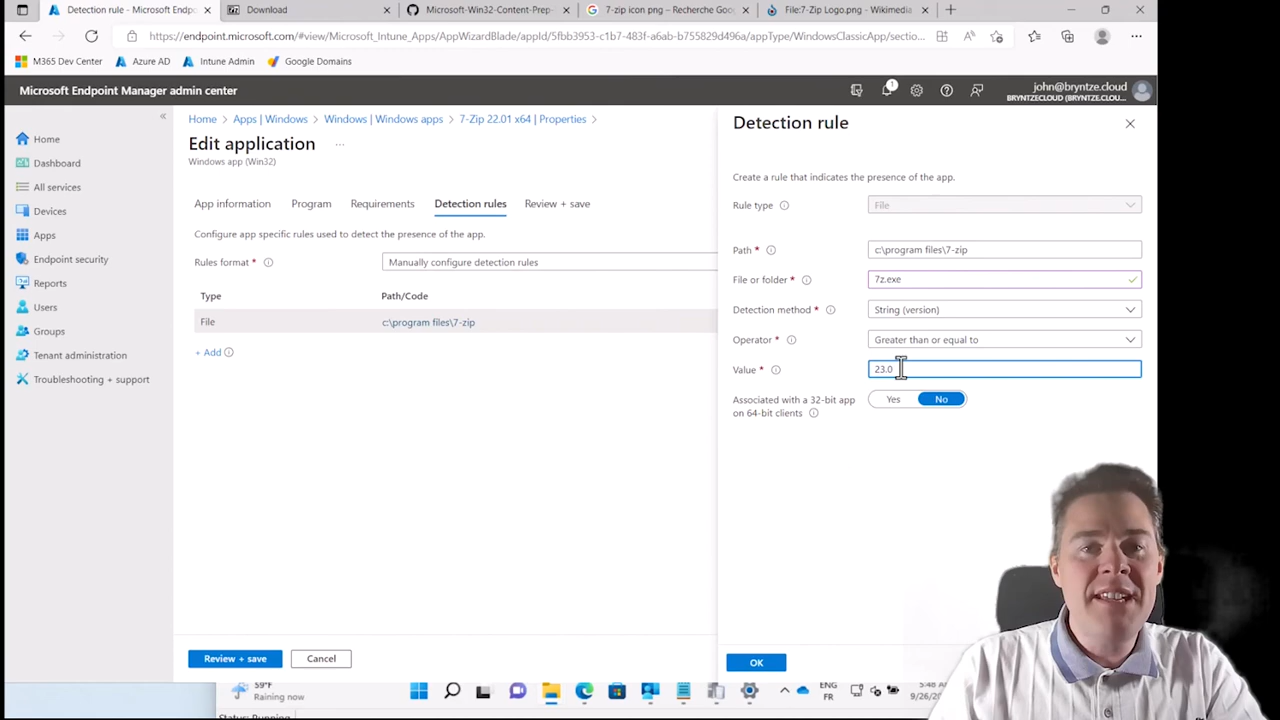 Detection rule - Microsoft Endpo
Download
Microsoft-Win32-Content-Prep-
7-zip icon png – Recherche Goo
File:7-Zip Logo.png - Wikimedia
https://endpoint.microsoft.com/#view/Microsoft_Intune_Apps/AppWizardBlade/appId/5fbb3953-c1b7-483f-a6ab-b755829d496a/appType/WindowsClassicApp/sectio...
M365 Dev Center
Azure AD
Intune Admin
Google Domains
Microsoft Endpoint Manager admin center
1
john@bryntze.cloud
BRYNTZECLOUD (BRYNTZE.CLOU...
Home
Dashboard
All services
Devices
Apps
Endpoint security
Reports
Users
Groups
Tenant administration
Troubleshooting + support
Home > Apps | Windows > Windows | Windows apps > 7-Zip 22.01 x64 | Properties >
Edit application ...
Windows app (Win32)
App information Program Requirements Detection rules Review + save
Configure app specific rules used to detect the presence of the app.
Rules format * Manually configure detection rules
Type Path/Code
File c:\program files\7-zip
+ Add
Review + save Cancel
Detection rule
Create a rule that indicates the presence of the app.
Rule type File
Path * c:\program files\7-zip
File or folder * 7z.exe
Detection method * String (version)
Operator * Greater than or equal to
Value * 23.0
Associated with a 32-bit app
on 64-bit clients
Yes No
OK
59°F
Raining now
ENG
FR
5:48 AM
Status: Running